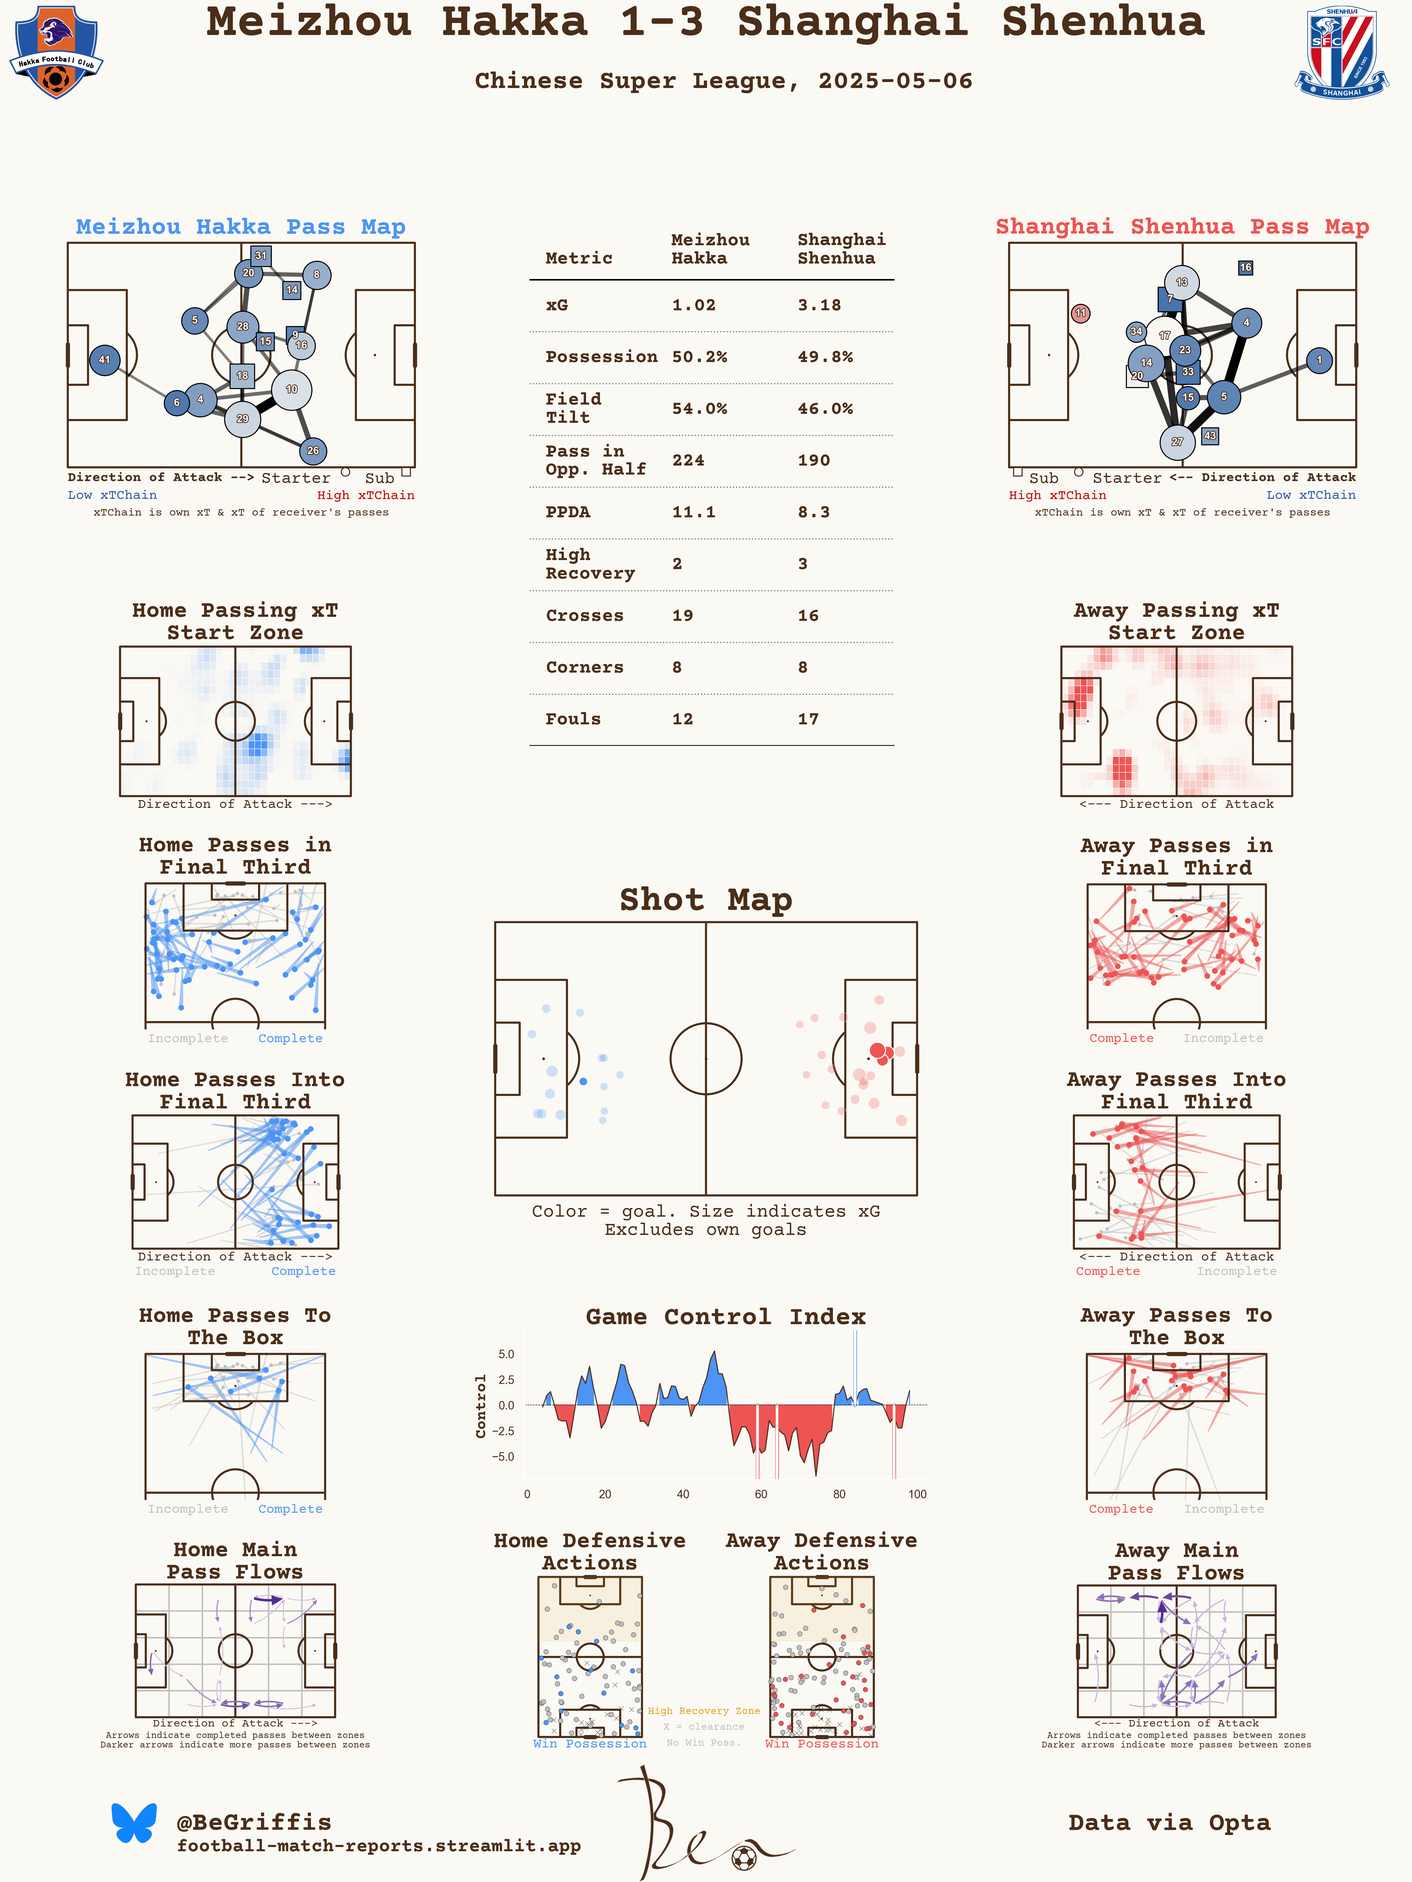 Meizhou Hakka 1-3 Shanghai Shenhua
Chinese Super League, 2025-05-06
Hakka Football Club
SHENHUA
SFC
SINCE 1993
SHANGHAI
Meizhou Hakka Pass Map
31
20
8
14
5
28
9
15
16
41
18
10
6
4
29
26
Direction of Attack --> Starter Sub
Low xTChain High xTChain
xTChain is own xT & xT of receiver's passes
Metric Meizhou Hakka Shanghai Shenhua
xG 1.02 3.18
Possession 50.2% 49.8%
Field Tilt 54.0% 46.0%
Pass in Opp. Half 224 190
PPDA 11.1 8.3
High Recovery 2 3
Crosses 19 16
Corners 8 8
Fouls 12 17
Shanghai Shenhua Pass Map
16
13
7
11
4
34
17
23
14
1
20
33
15
5
27
43
Sub Starter <-- Direction of Attack
High xTChain Low xTChain
xTChain is own xT & xT of receiver's passes
Home Passing xT
Start Zone
Direction of Attack --->
Away Passing xT
Start Zone
<--- Direction of Attack
Home Passes in
Final Third
Incomplete Complete
Away Passes in
Final Third
Complete Incomplete
Shot Map
Color = goal. Size indicates xG
Excludes own goals
Home Passes Into
Final Third
Direction of Attack --->
Incomplete Complete
Away Passes Into
Final Third
<--- Direction of Attack
Complete Incomplete
Home Passes To
The Box
Incomplete Complete
Game Control Index
Control
5.0
2.5
0.0
−2.5
−5.0
0 20 40 60 80 100
Away Passes To
The Box
Complete Incomplete
Home Main
Pass Flows
Direction of Attack --->
Arrows indicate completed passes between zones
Darker arrows indicate more passes between zones
Home Defensive
Actions
Win Possession
High Recovery Zone
X = clearance
No Win Poss.
Away Defensive
Actions
Win Possession
Away Main
Pass Flows
<--- Direction of Attack
Arrows indicate completed passes between zones
Darker arrows indicate more passes between zones
@BeGriffis
football-match-reports.streamlit.app
Ben
Data via Opta